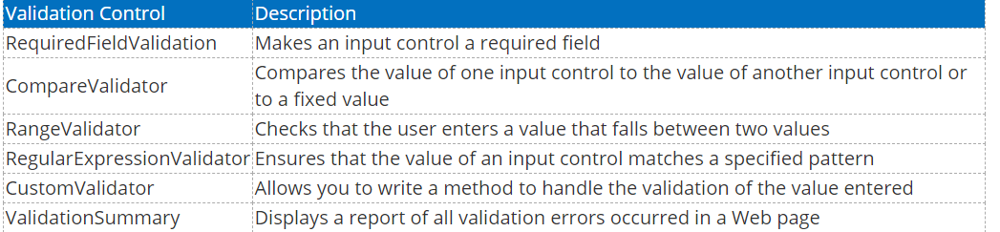 Validation Control Description
RequiredFieldValidation Makes an input control a required field
CompareValidator Compares the value of one input control to the value of another input control or
to a fixed value
RangeValidator Checks that the user enters a value that falls between two values
RegularExpressionValidator Ensures that the value of an input control matches a specified pattern
CustomValidator Allows you to write a method to handle the validation of the value entered
ValidationSummary Displays a report of all validation errors occurred in a Web page